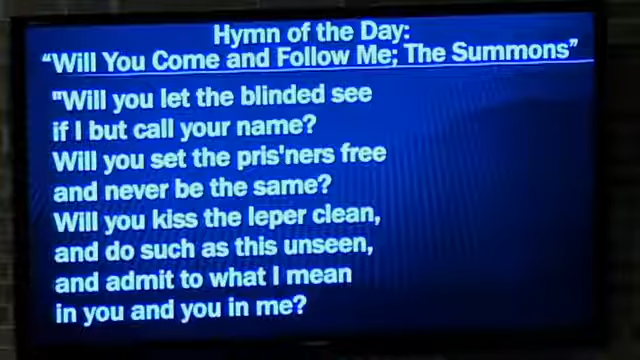 Hymn of the Day:
“Will You Come and Follow Me; The Summons”
"Will you let the blinded see
if I but call your name?
Will you set the pris'ners free
and never be the same?
Will you kiss the leper clean,
and do such as this unseen,
and admit to what I mean
in you and you in me?